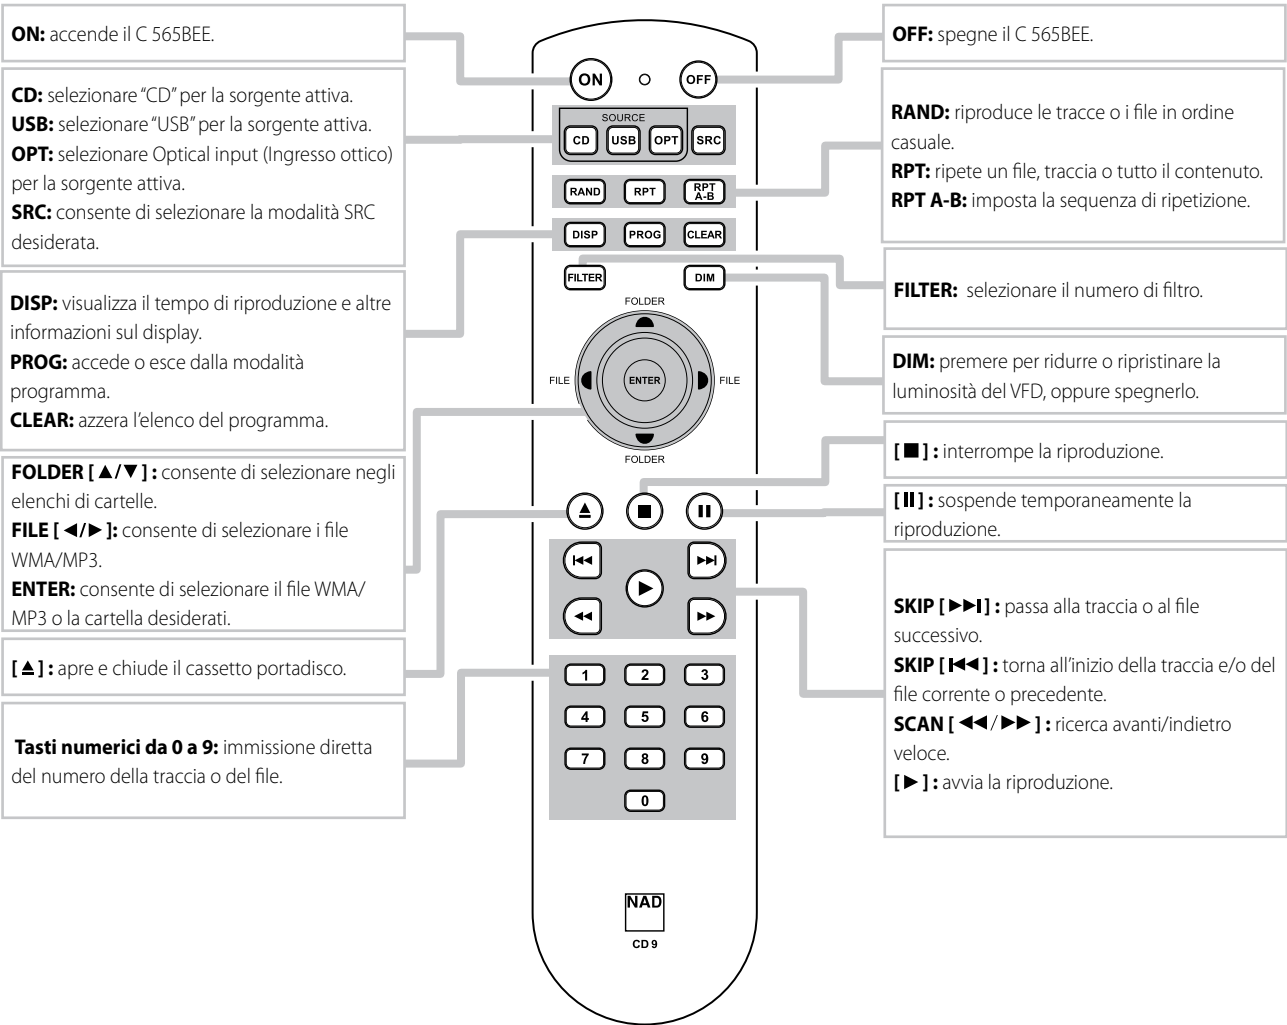 ON: accende il C 565BEE.
CD: selezionare “CD” per la sorgente attiva.
USB: selezionare “USB” per la sorgente attiva.
OPT: selezionare Optical input (Ingresso ottico)
per la sorgente attiva.
SRC: consente di selezionare la modalità SRC
desiderata.
DISP: visualizza il tempo di riproduzione e altre
informazioni sul display.
PROG: accede o esce dalla modalità
programma.
CLEAR: azzera l’elenco del programma.
FOLDER [▲/▼] : consente di selezionare negli
elenchi di cartelle.
FILE [◄/►]: consente di selezionare i file
WMA/MP3.
ENTER: consente di selezionare il file WMA/
MP3 o la cartella desiderati.
[⏏] : apre e chiude il cassetto portadisco.
Tasti numerici da 0 a 9: immissione diretta
del numero della traccia o del file.
ON OFF
SOURCE
CD USB OPT SRC
RAND RPT RPT
A-B
DISP PROG CLEAR
FILTER DIM
FOLDER
FILE ENTER FILE
FOLDER
1 2 3
4 5 6
7 8 9
0
NAD
CD 9
OFF: spegne il C 565BEE.
RAND: riproduce le tracce o i file in ordine
casuale.
RPT: ripete un file, traccia o tutto il contenuto.
RPT A-B: imposta la sequenza di ripetizione.
FILTER: selezionare il numero di filtro.
DIM: premere per ridurre o ripristinare la
luminosità del VFD, oppure spegnerlo.
[■] : interrompe la riproduzione.
[⏸] : sospende temporaneamente la
riproduzione.
SKIP [►►I] : passa alla traccia o al file
successivo.
SKIP [I◄◄] : torna all’inizio della traccia e/o del
file corrente o precedente.
SCAN [◄◄/►►] : ricerca avanti/indietro
veloce.
[►] : avvia la riproduzione.